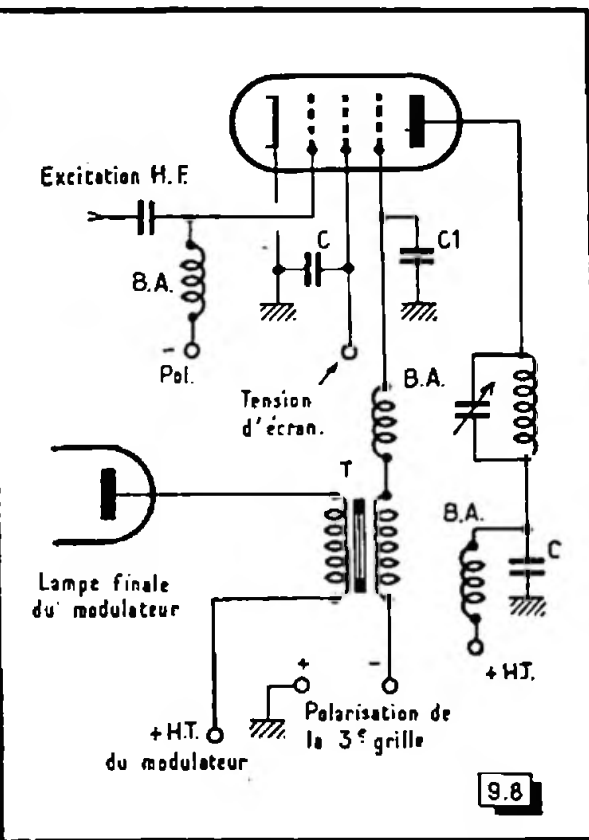 Excitation H.F.
B.A.
-
Pol.
C
C1
Tension
d'écran.
B.A.
T
B.A.
C
+ H.T.
Lampe finale
du modulateur
+ H.T.
du modulateur
+
-
Polarisation de
la 3e grille
9.8